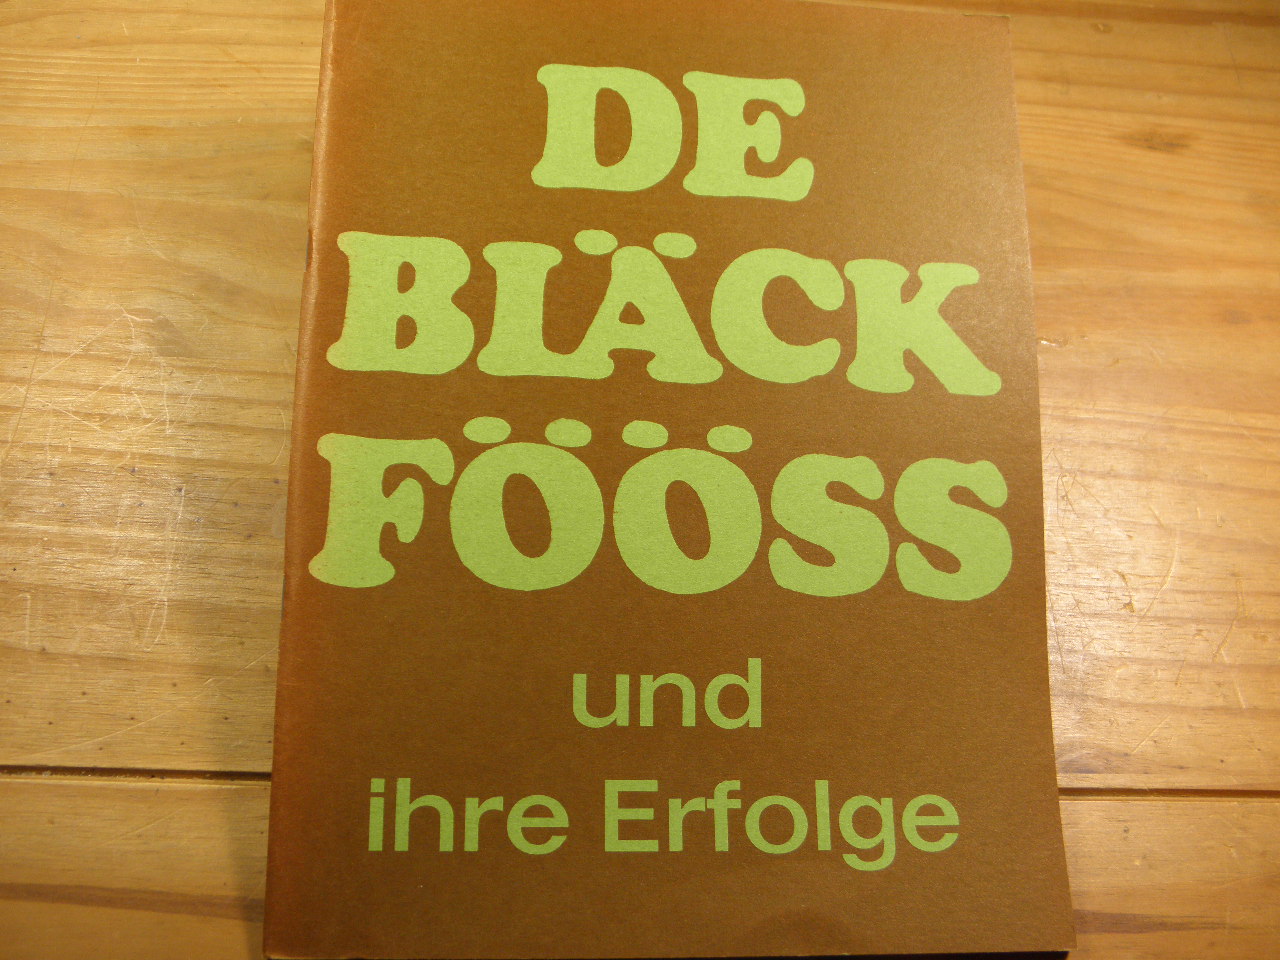 DE
BLÄCK
FÖÖSS
und
ihre Erfolge